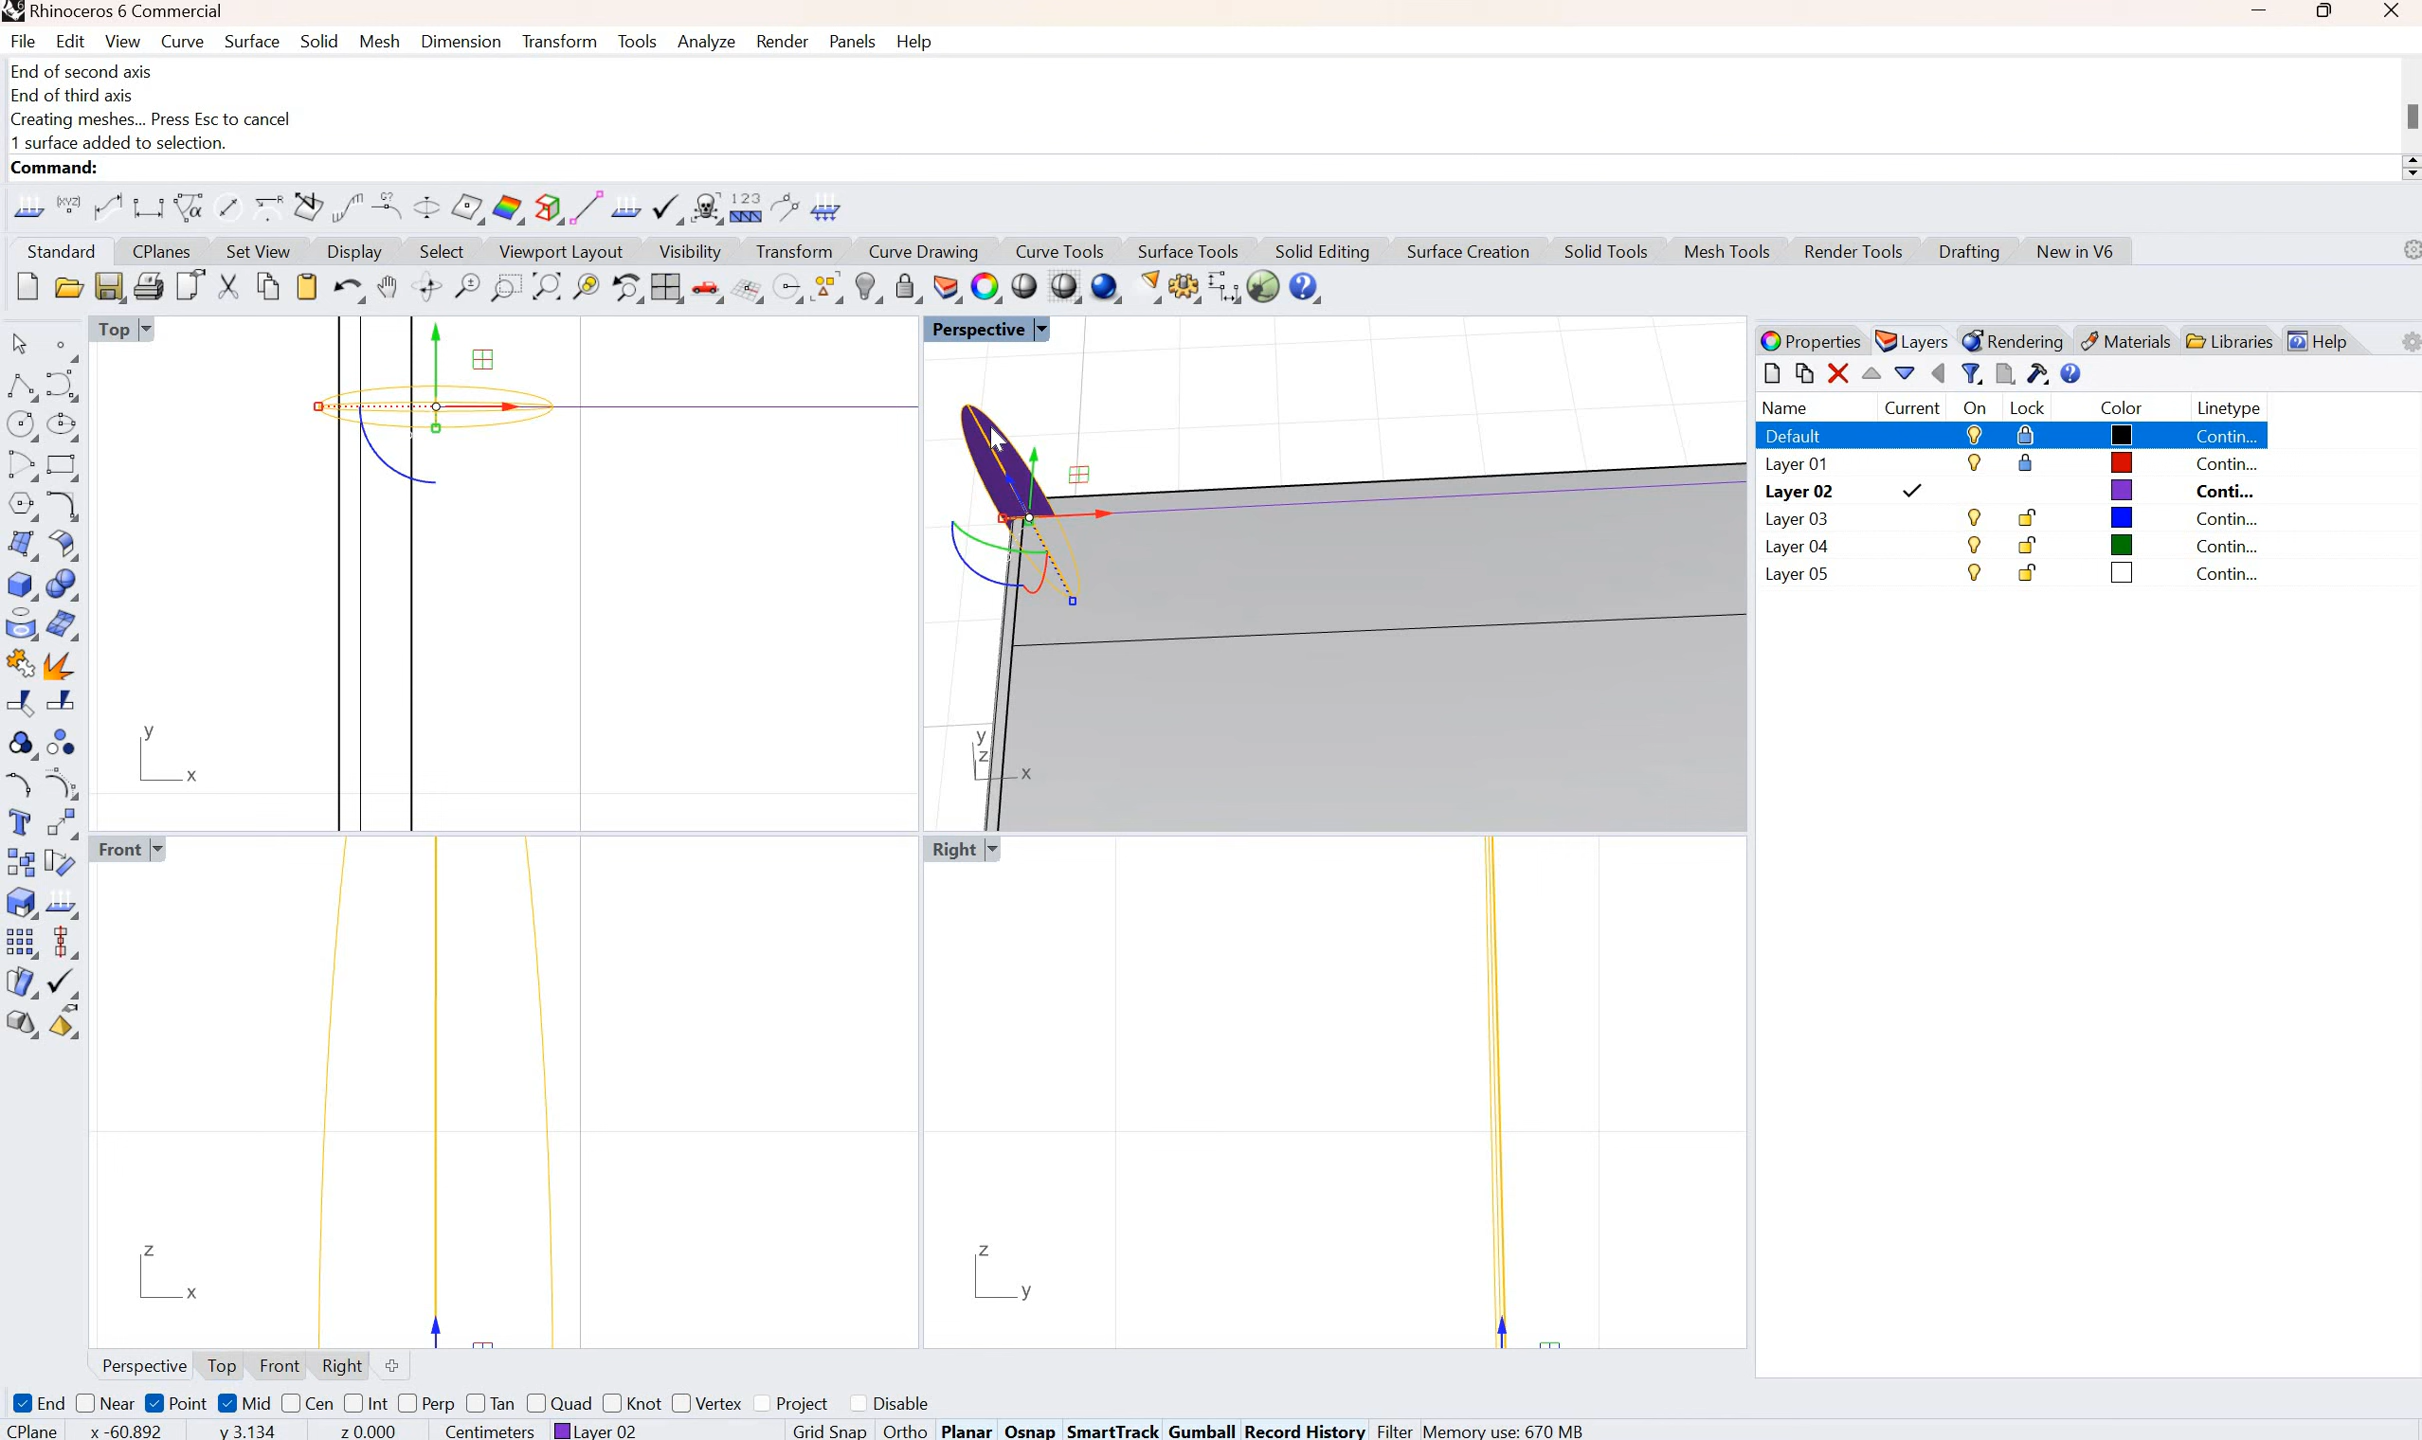 Rhinoceros 6 Commercial
File Edit View Curve Surface Solid Mesh Dimension Transform Tools Analyze Render Panels Help
End of second axis
End of third axis
Creating meshes... Press Esc to cancel
1 surface added to selection.
Command:
Standard CPlanes Set View Display Select Viewport Layout Visibility Transform Curve Drawing Curve Tools Surface Tools Solid Editing Surface Creation Solid Tools Mesh Tools Render Tools Drafting New in V6
Top
Perspective
Properties Layers Rendering Materials Libraries Help
Name Current On Lock Color Linetype
Default Contin...
Layer 01 Contin...
Layer 02 Conti...
Layer 03 Contin...
Layer 04 Contin...
Layer 05 Contin...
y
x
y
z
x
Front
Right
z
x
z
y
Perspective Top Front Right
End Near Point Mid Cen Int Perp Tan Quad Knot Vertex Project Disable
CPlane x -60.892 y 3.134 z 0.000 Centimeters Layer 02 Grid Snap Ortho Planar Osnap SmartTrack Gumball Record History Filter Memory use: 670 MB